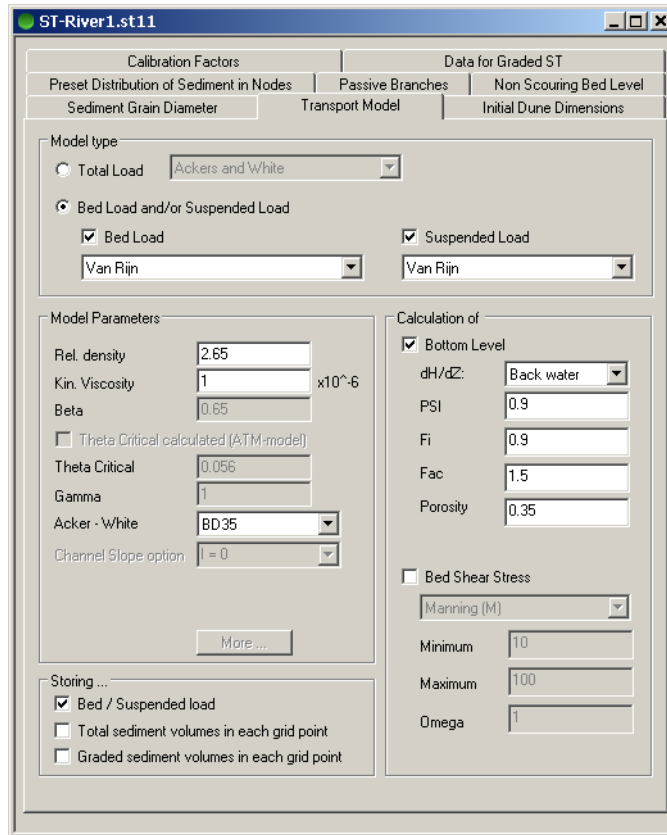 ST-River1.st11
Calibration Factors
Data for Graded ST
Preset Distribution of Sediment in Nodes
Passive Branches
Non Scouring Bed Level
Sediment Grain Diameter
Transport Model
Initial Dune Dimensions
Model type
Total Load
Ackers and White
Bed Load and/or Suspended Load
Bed Load
Suspended Load
Van Rijn
Van Rijn
Model Parameters
Rel. density
2.65
Kin. Viscosity
1
x10^-6
Beta
0.65
Theta Critical calculated (ATM-model)
Theta Critical
0.056
Gamma
1
Acker - White
BD35
Channel Slope option
I = 0
More ...
Storing ...
Bed / Suspended load
Total sediment volumes in each grid point
Graded sediment volumes in each grid point
Calculation of
Bottom Level
dH/dZ:
Back water
PSI
0.9
Fi
0.9
Fac
1.5
Porosity
0.35
Bed Shear Stress
Manning (M)
Minimum
10
Maximum
100
Omega
1